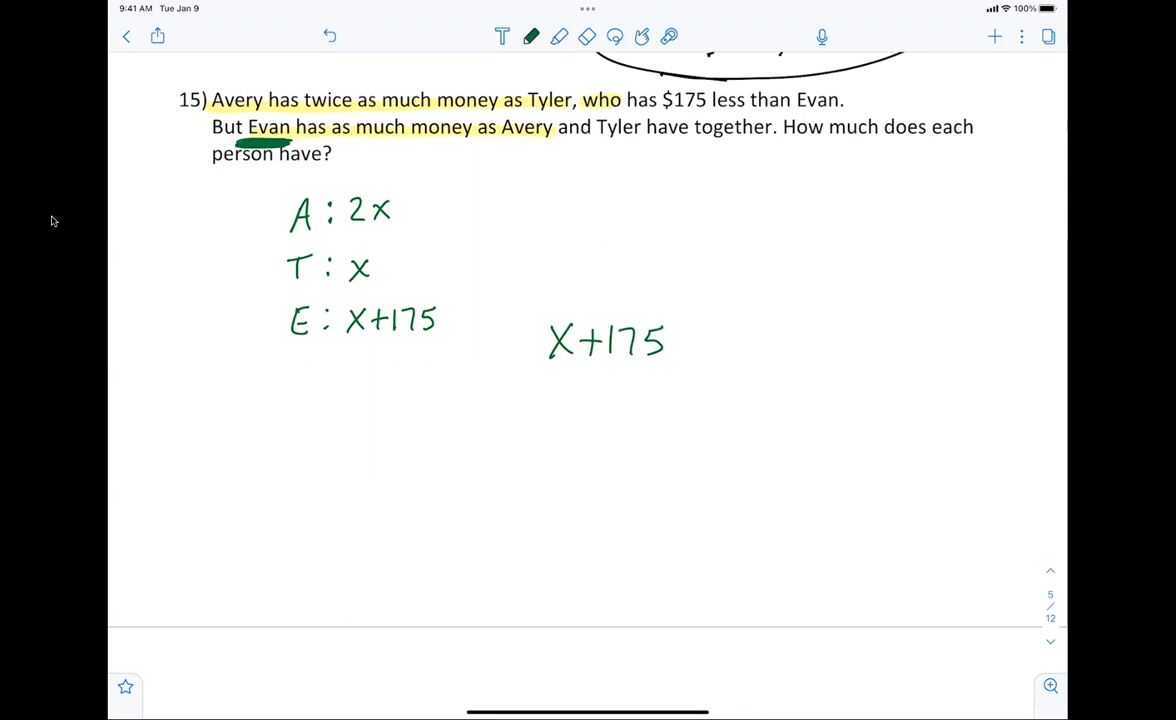 9:41 AM Tue Jan 9
100%
15) Avery has twice as much money as Tyler, who has $175 less than Evan.
But Evan has as much money as Avery and Tyler have together. How much does each
person have?
A : 2x
T : x
E : x+175
x+175
5
/
12